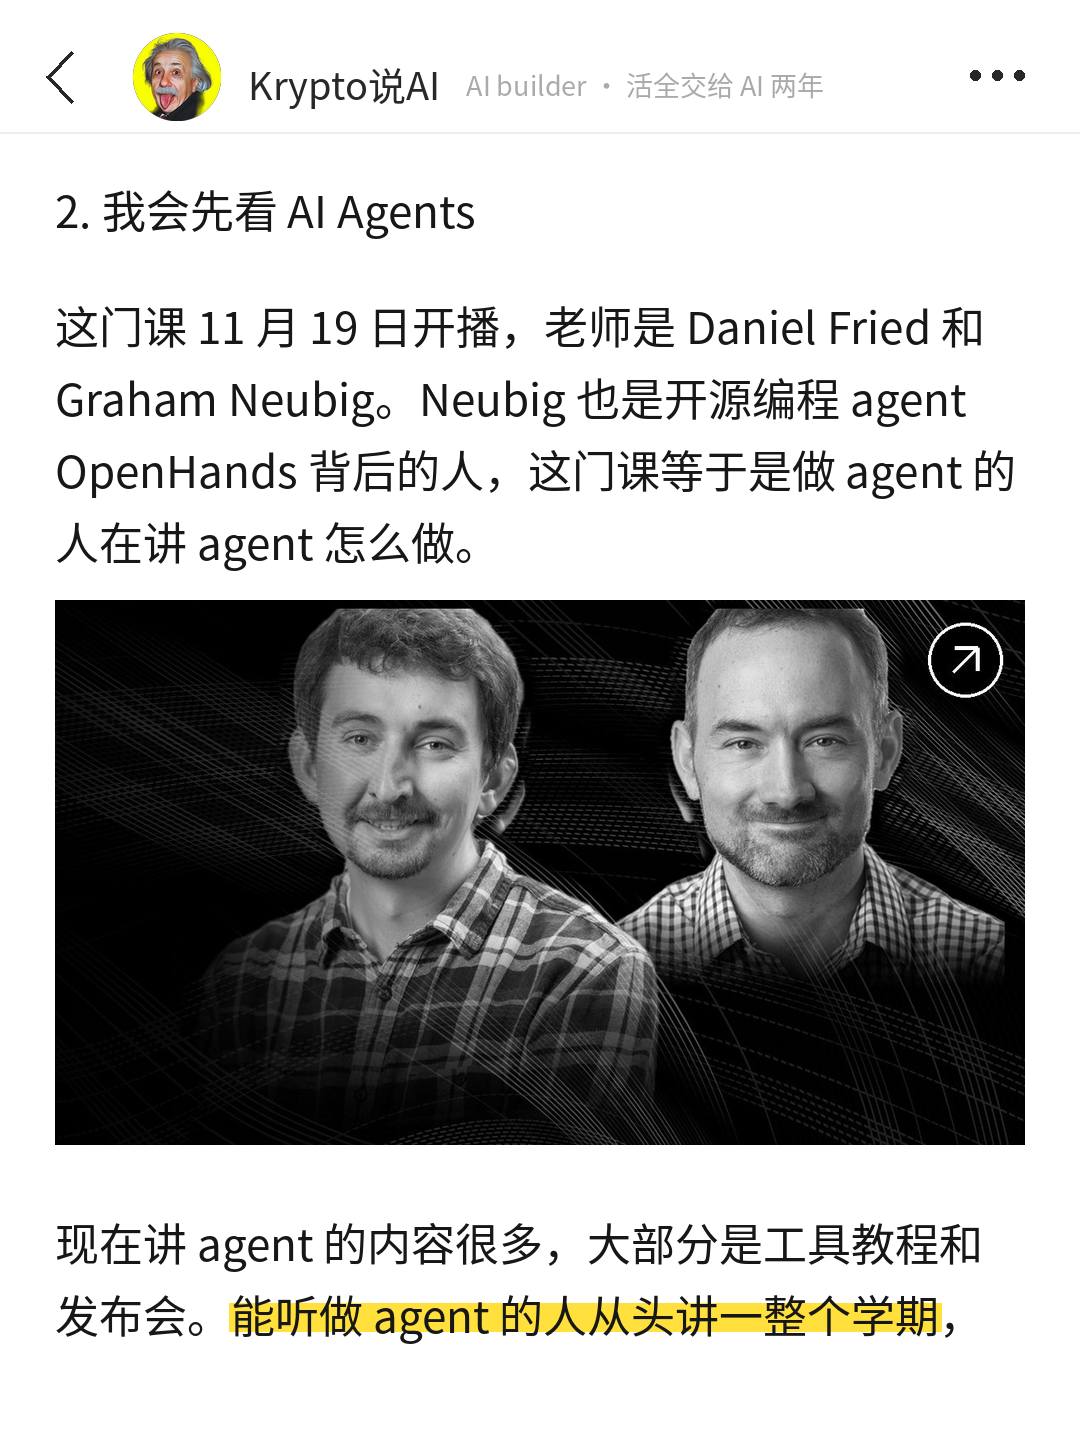 Krypto说AI AI builder · 活全交给 AI 两年
2. 我会先看 AI Agents
这门课 11 月 19 日开播，老师是 Daniel Fried 和
Graham Neubig。Neubig 也是开源编程 agent
OpenHands 背后的人，这门课等于是做 agent 的
人在讲 agent 怎么做。
现在讲 agent 的内容很多，大部分是工具教程和
发布会。能听做 agent 的人从头讲一整个学期，